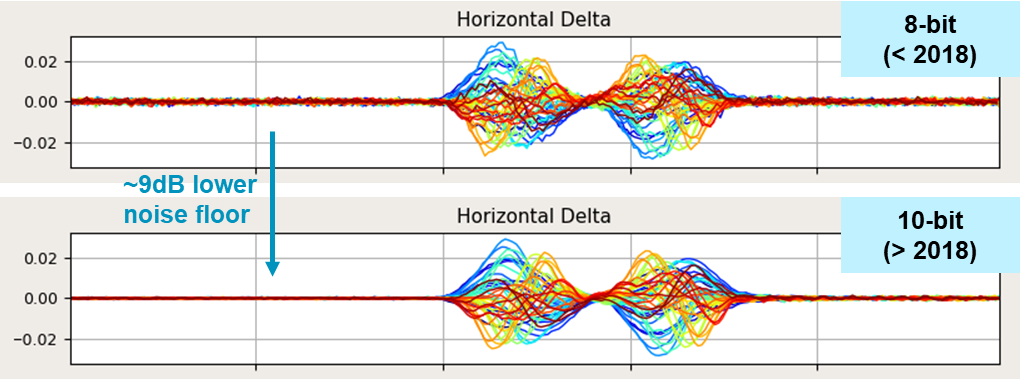 Horizontal Delta
8-bit
(< 2018)
0.02
0.00
−0.02
~9dB lower
noise floor
Horizontal Delta
10-bit
(> 2018)
0.02
0.00
−0.02